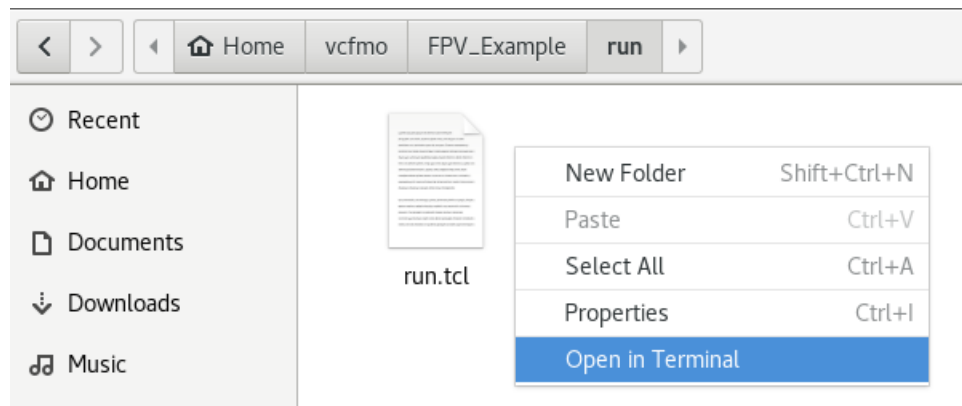 Home vcfmo FPV_Example run
Recent
Home
Documents
Downloads
Music
run.tcl
New Folder Shift+Ctrl+N
Paste Ctrl+V
Select All Ctrl+A
Properties Ctrl+I
Open in Terminal